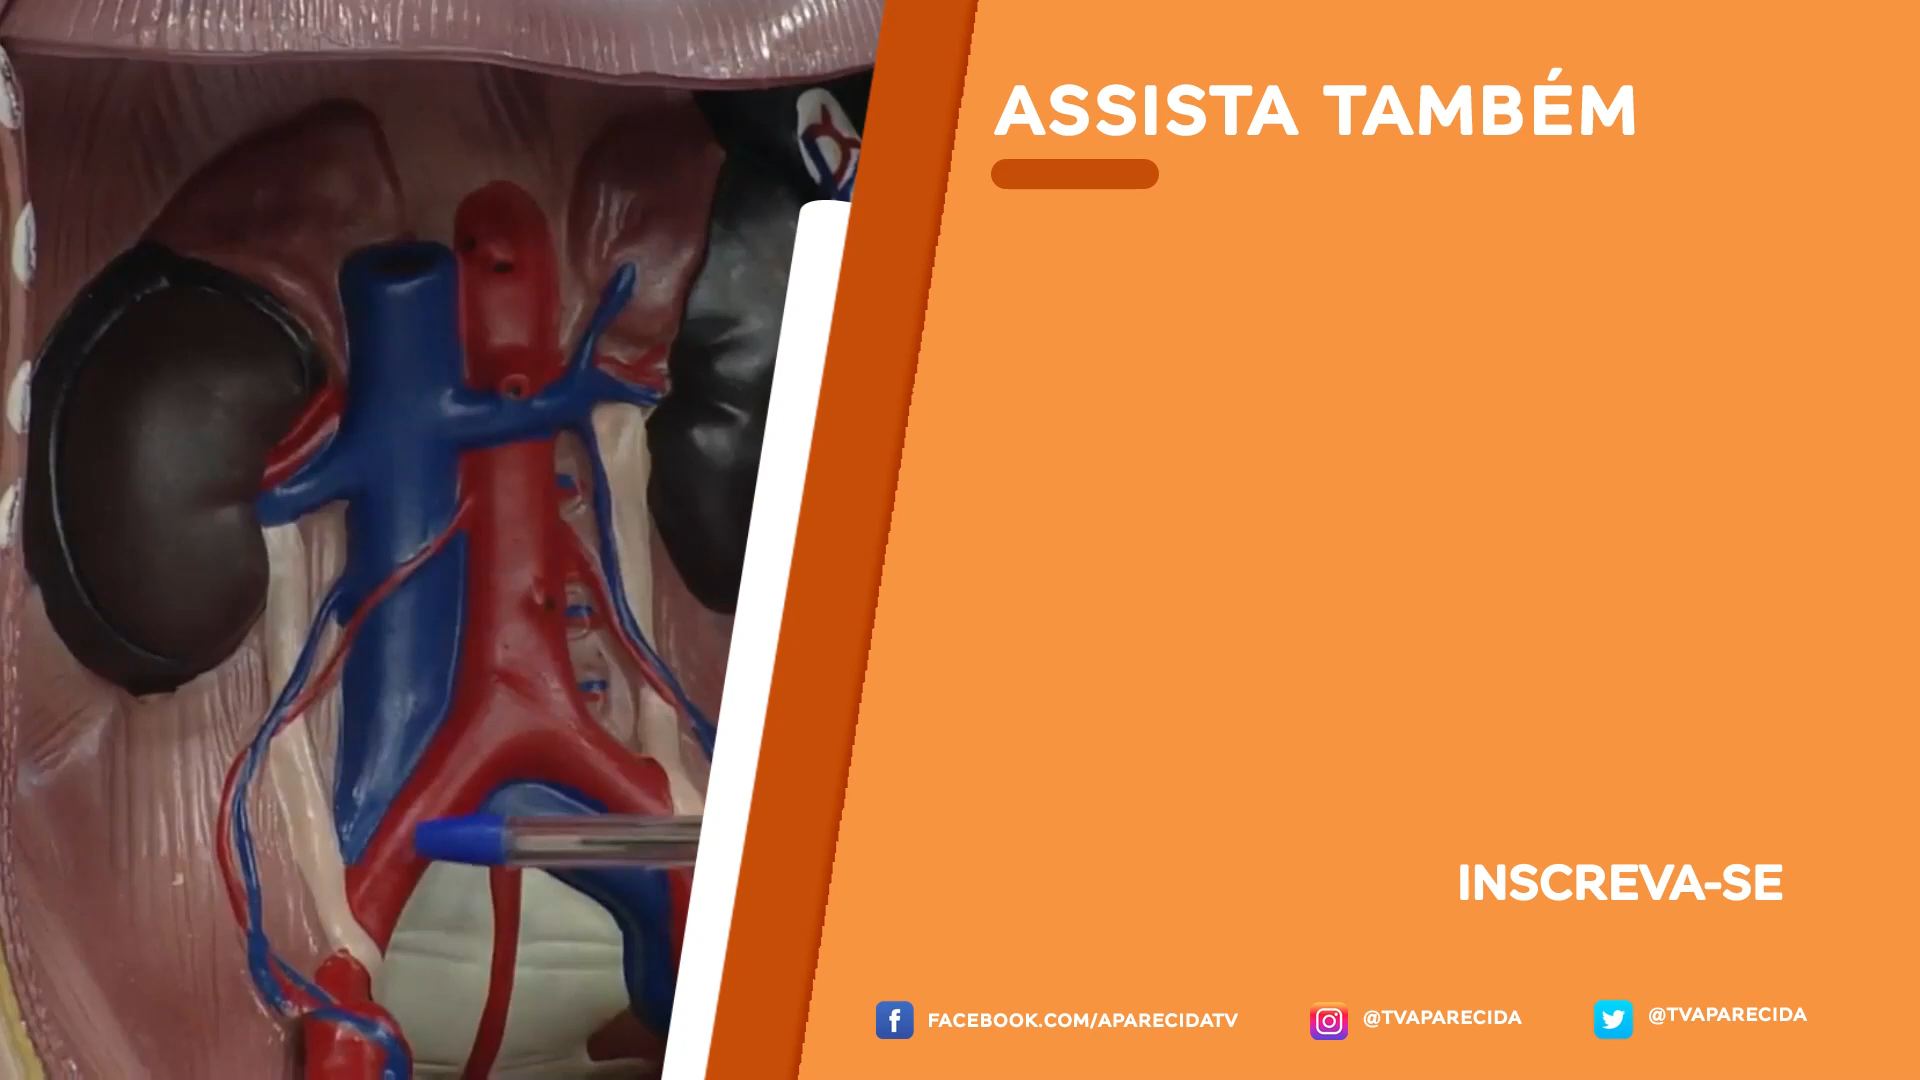 ASSISTA TAMBÉM
INSCREVA-SE
FACEBOOK.COM/APARECIDATV
@TVAPARECIDA
@TVAPARECIDA